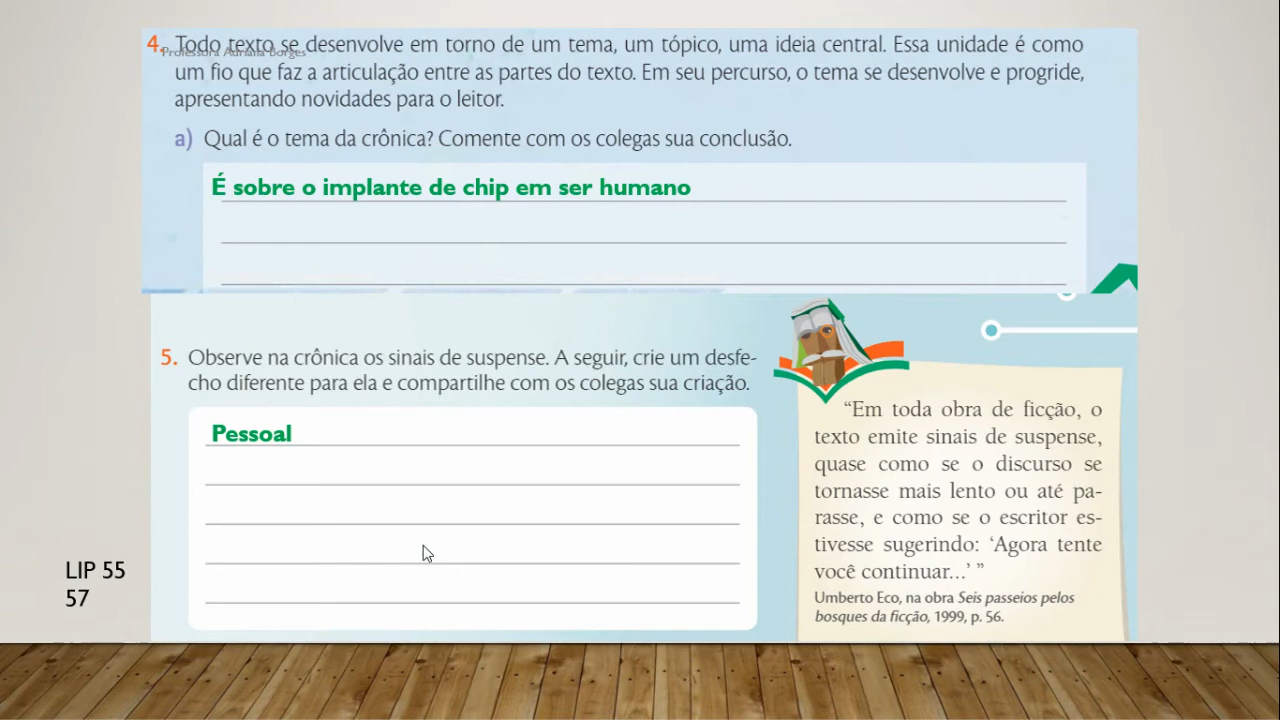 4. Todo texto se desenvolve em torno de um tema, um tópico, uma ideia central. Essa unidade é como
Professora Adriana Borges
um fio que faz a articulação entre as partes do texto. Em seu percurso, o tema se desenvolve e progride,
apresentando novidades para o leitor.
a) Qual é o tema da crônica? Comente com os colegas sua conclusão.
É sobre o implante de chip em ser humano
5. Observe na crônica os sinais de suspense. A seguir, crie um desfe-
cho diferente para ela e compartilhe com os colegas sua criação.
Pessoal
“Em toda obra de ficção, o
texto emite sinais de suspense,
quase como se o discurso se
tornasse mais lento ou até pa-
rasse, e como se o escritor es-
tivesse sugerindo: ‘Agora tente
você continuar...’ ”
Umberto Eco, na obra Seis passeios pelos
bosques da ficção, 1999, p. 56.
LIP 55
57